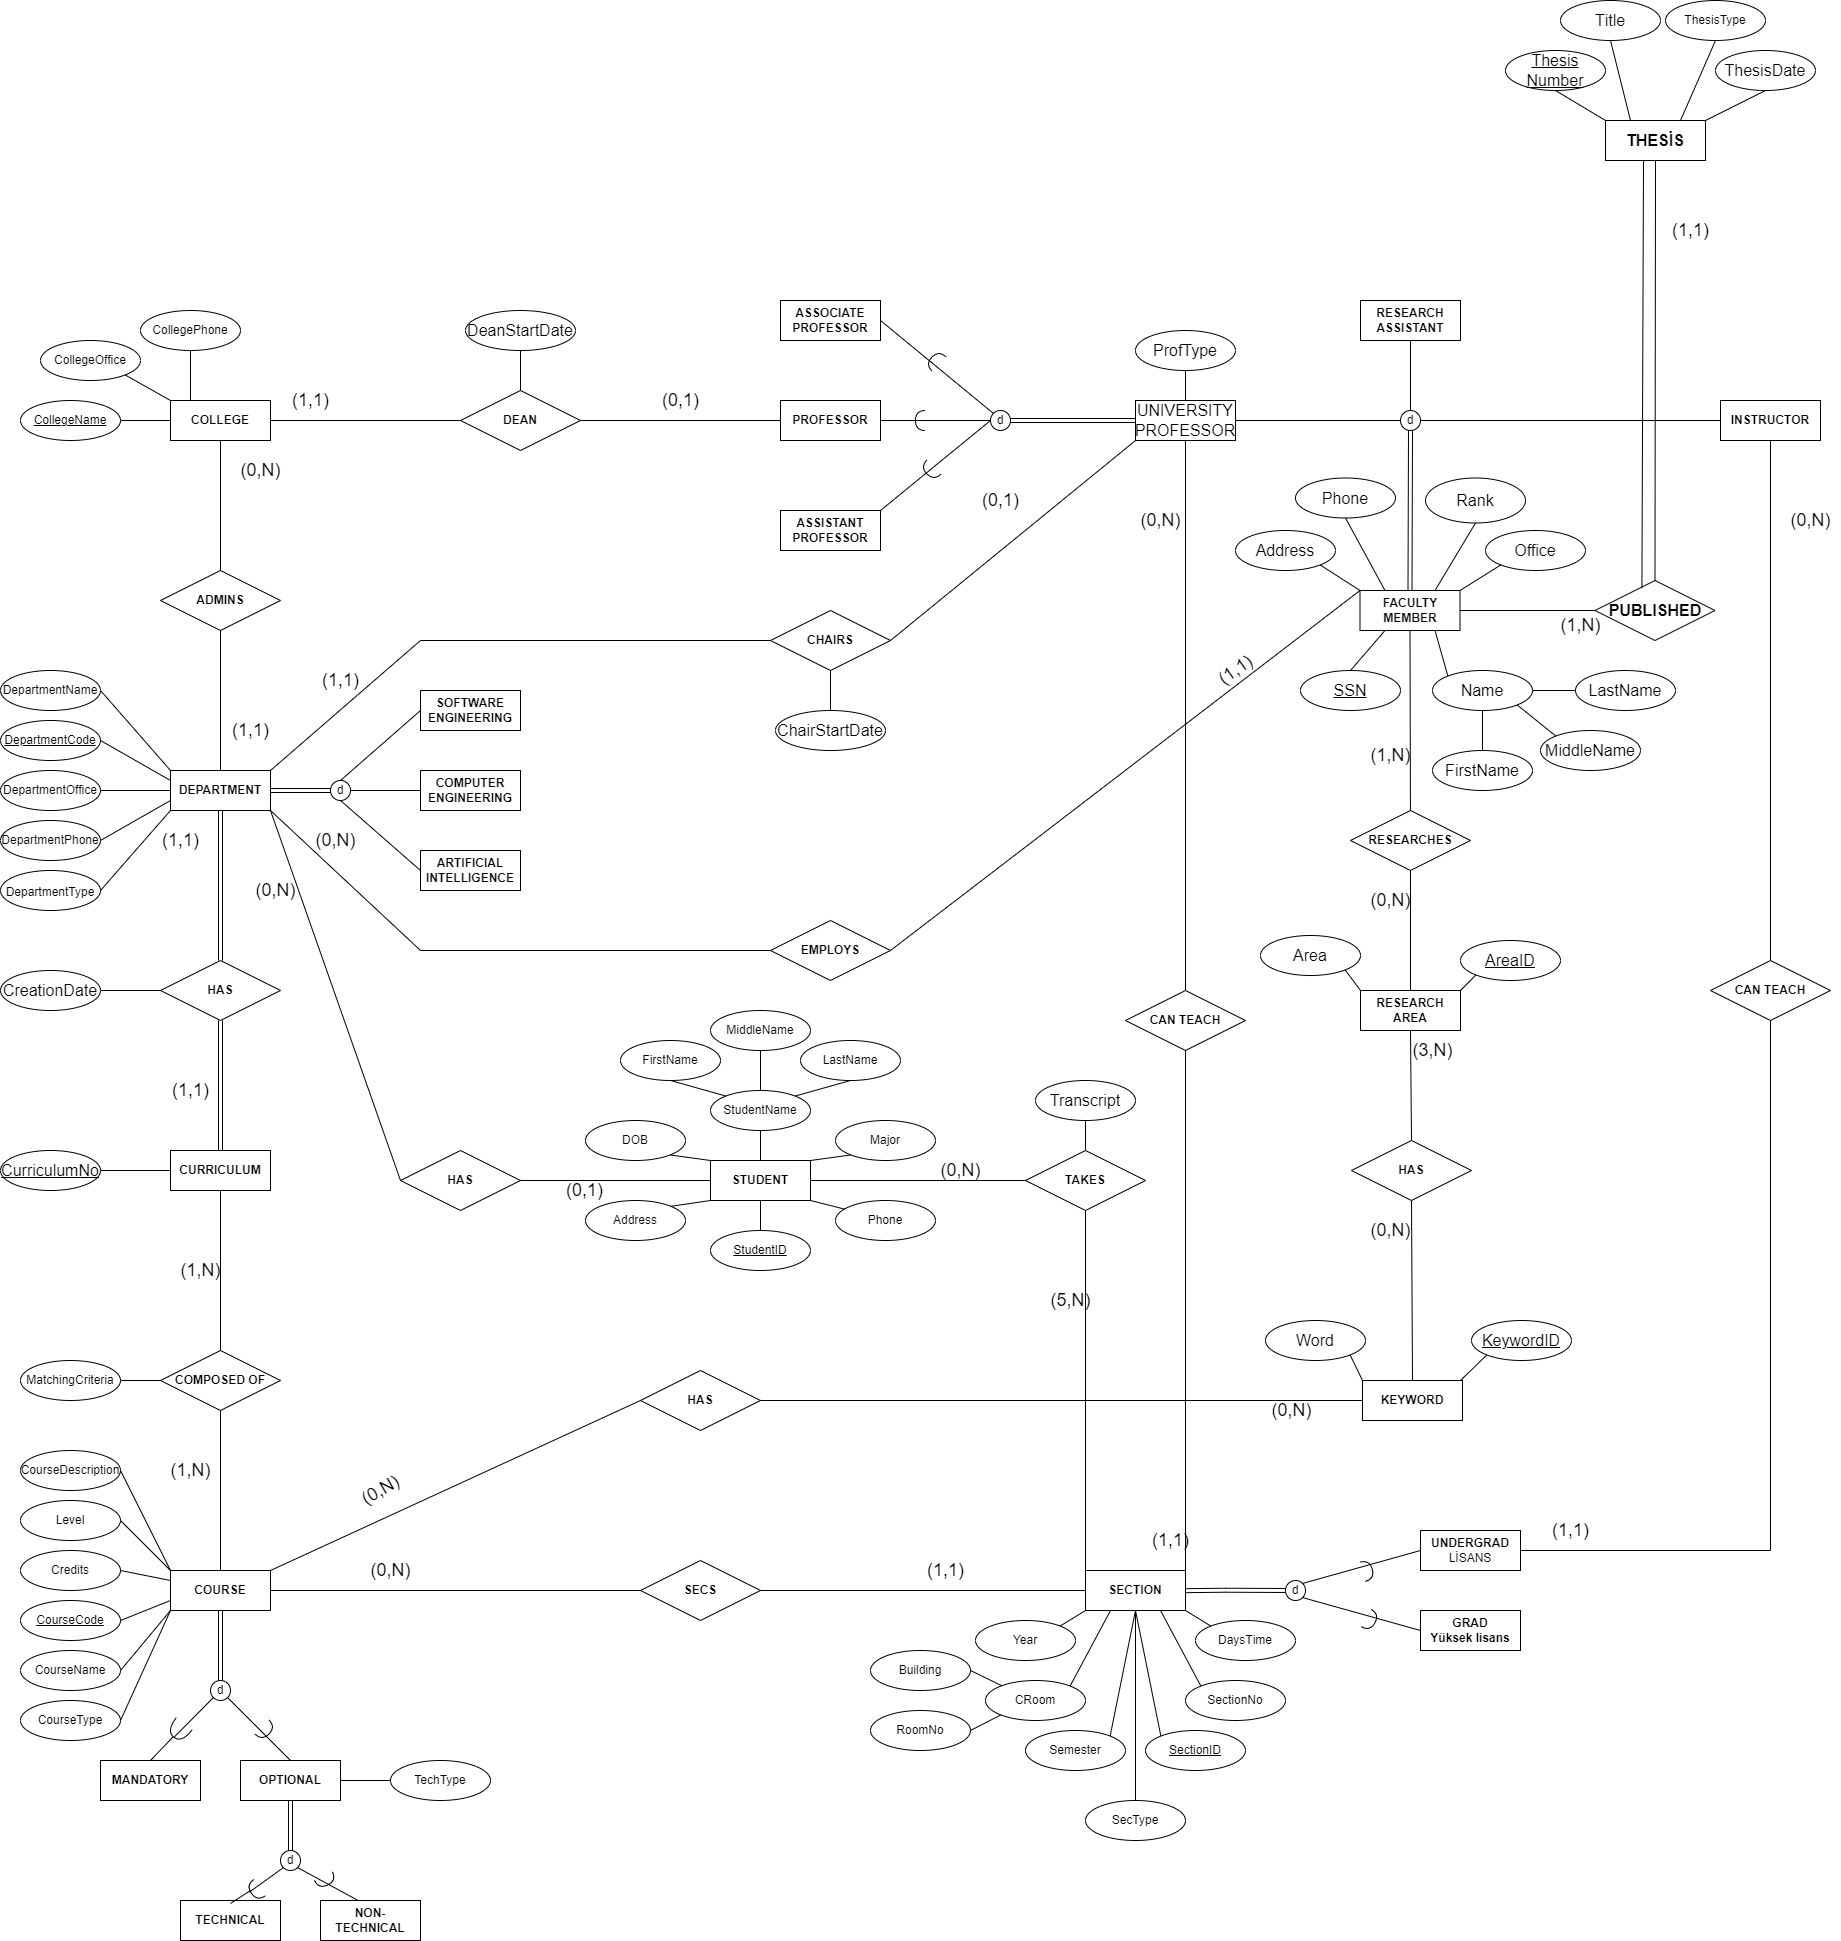 Title
ThesisType
Thesis
Number
ThesisDate
THESİS
(1,1)
CollegePhone
CollegeOffice
CollegeName
COLLEGE
(1,1)
DeanStartDate
DEAN
(0,1)
ASSOCIATE
PROFESSOR
PROFESSOR
ASSISTANT
PROFESSOR
d
ProfType
UNIVERSITY
PROFESSOR
RESEARCH
ASSISTANT
d
INSTRUCTOR
(0,N)
(0,1)
(0,N)
(0,N)
Phone
Rank
Address
Office
FACULTY
MEMBER
PUBLISHED
(1,N)
SSN
Name
LastName
MiddleName
FirstName
(1,1)
(1,N)
ADMINS
CHAIRS
ChairStartDate
(1,1)
(1,1)
DepartmentName
DepartmentCode
DepartmentOffice
DepartmentPhone
DepartmentType
DEPARTMENT
d
SOFTWARE
ENGINEERING
COMPUTER
ENGINEERING
ARTIFICIAL
INTELLIGENCE
(1,1)
(0,N)
(0,N)
RESEARCHES
(0,N)
EMPLOYS
CreationDate
HAS
Area
AreaID
RESEARCH
AREA
(3,N)
CAN TEACH
CAN TEACH
(1,1)
CurriculumNo
CURRICULUM
MiddleName
FirstName
LastName
StudentName
DOB
Major
STUDENT
Address
Phone
StudentID
HAS
(0,1)
(0,N)
Transcript
TAKES
HAS
(0,N)
(1,N)
(5,N)
Word
KeywordID
KEYWORD
MatchingCriteria
COMPOSED OF
HAS
(0,N)
(1,N)
(0,N)
CourseDescription
Level
Credits
CourseCode
CourseName
CourseType
COURSE
(0,N)
SECS
(1,1)
(1,1)
SECTION
d
UNDERGRAD
LİSANS
(1,1)
GRAD
Yüksek lisans
Year
DaysTime
Building
CRoom
RoomNo
SectionNo
Semester
SectionID
SecType
d
MANDATORY
OPTIONAL
TechType
d
TECHNICAL
NON-
TECHNICAL